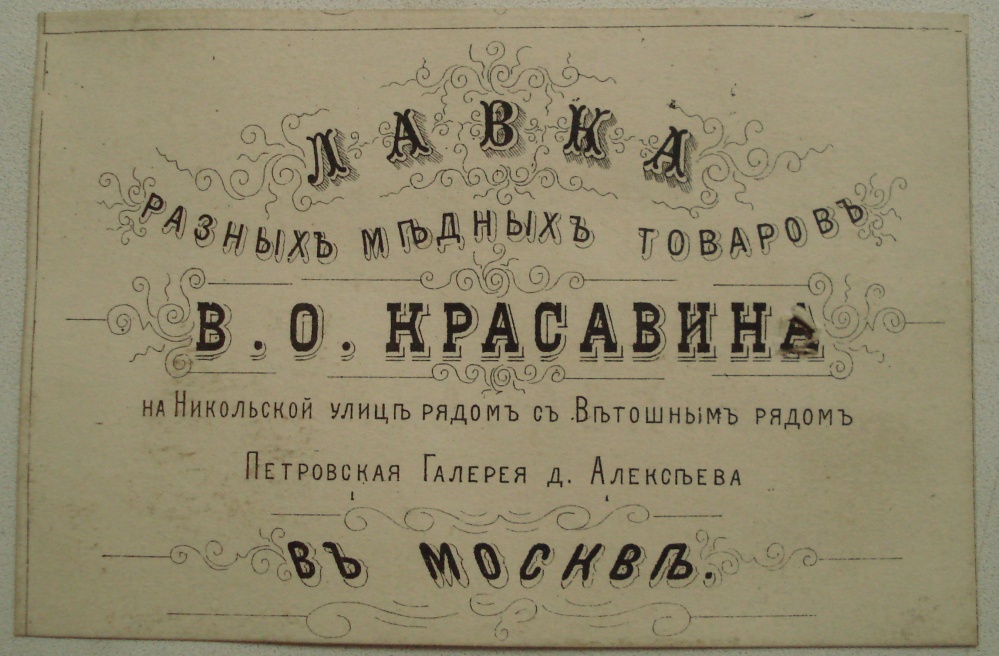 ЛАВКА
РАЗНЫХЪ МѢДНЫХЪ ТОВАРОВЪ
В. О. КРАСАВИНА
НА НИКОЛЬСКОЙ УЛИЦѢ РЯДОМЪ СЪ ВѢТОШНЫМЪ РЯДОМЪ
ПЕТРОВСКАЯ ГАЛЕРЕЯ Д. АЛЕКСѢЕВА
ВЪ МОСКВѢ.